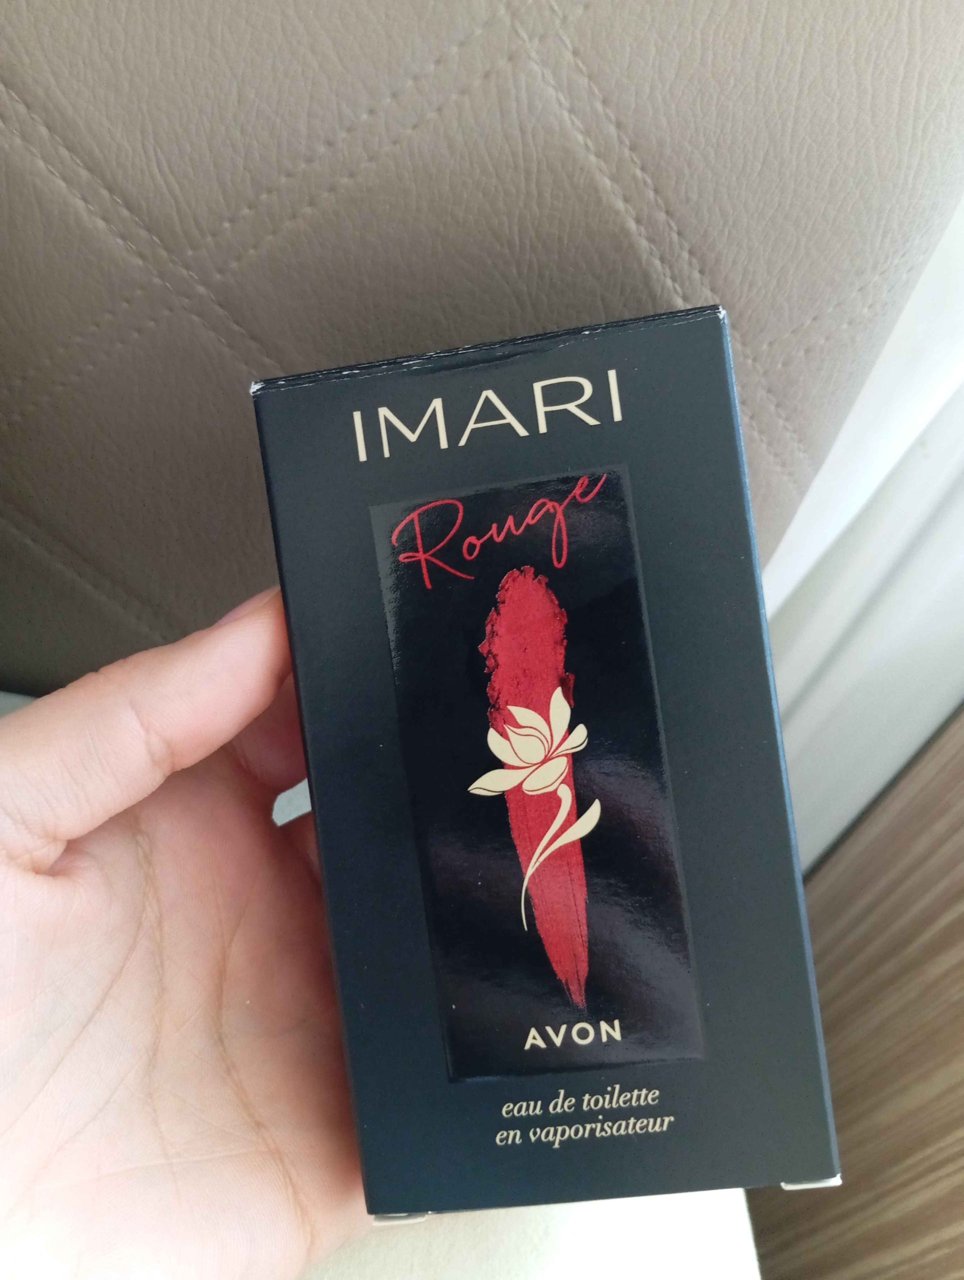 IMARI
Rouge
AVON
eau de toilette
en vaporisateur